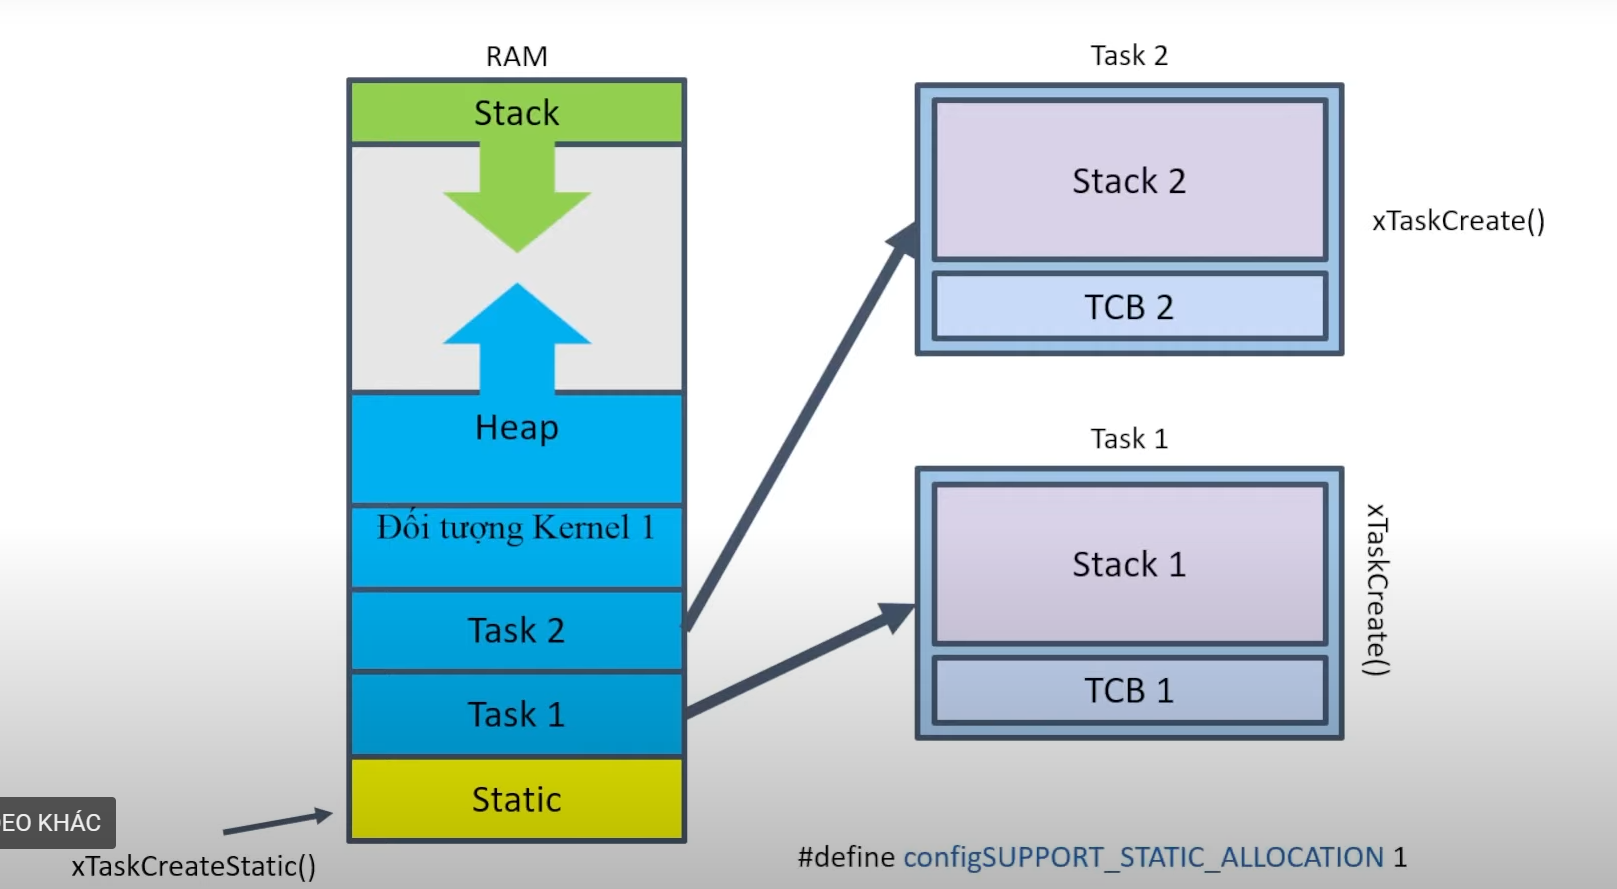 RAM
Stack
Heap
Đối tượng Kernel 1
Task 2
Task 1
Static
Task 2
Stack 2
TCB 2
xTaskCreate()
Task 1
Stack 1
TCB 1
xTaskCreate()
EO KHÁC
xTaskCreateStatic()
#define configSUPPORT_STATIC_ALLOCATION 1